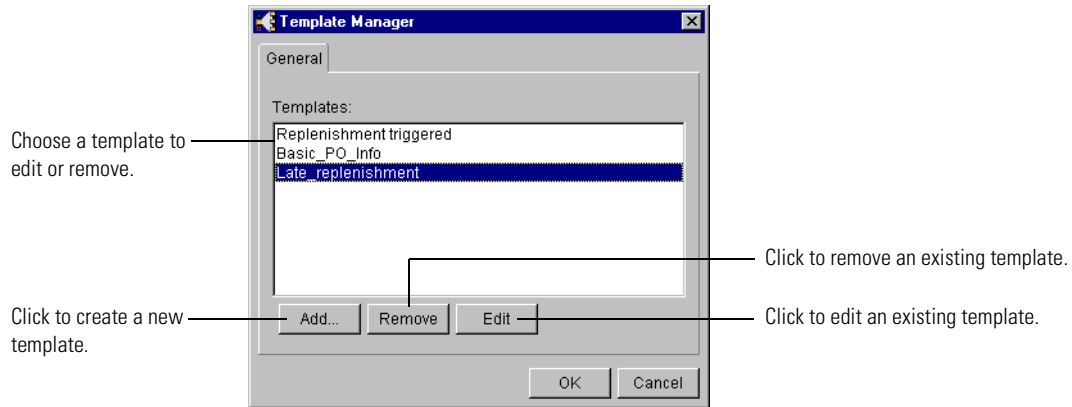 Template Manager
General
Templates:
Choose a template to
edit or remove.
Replenishment triggered
Basic_PO_Info
Late_replenishment
Click to remove an existing template.
Click to create a new
template.
Add...
Remove
Edit
Click to edit an existing template.
OK
Cancel